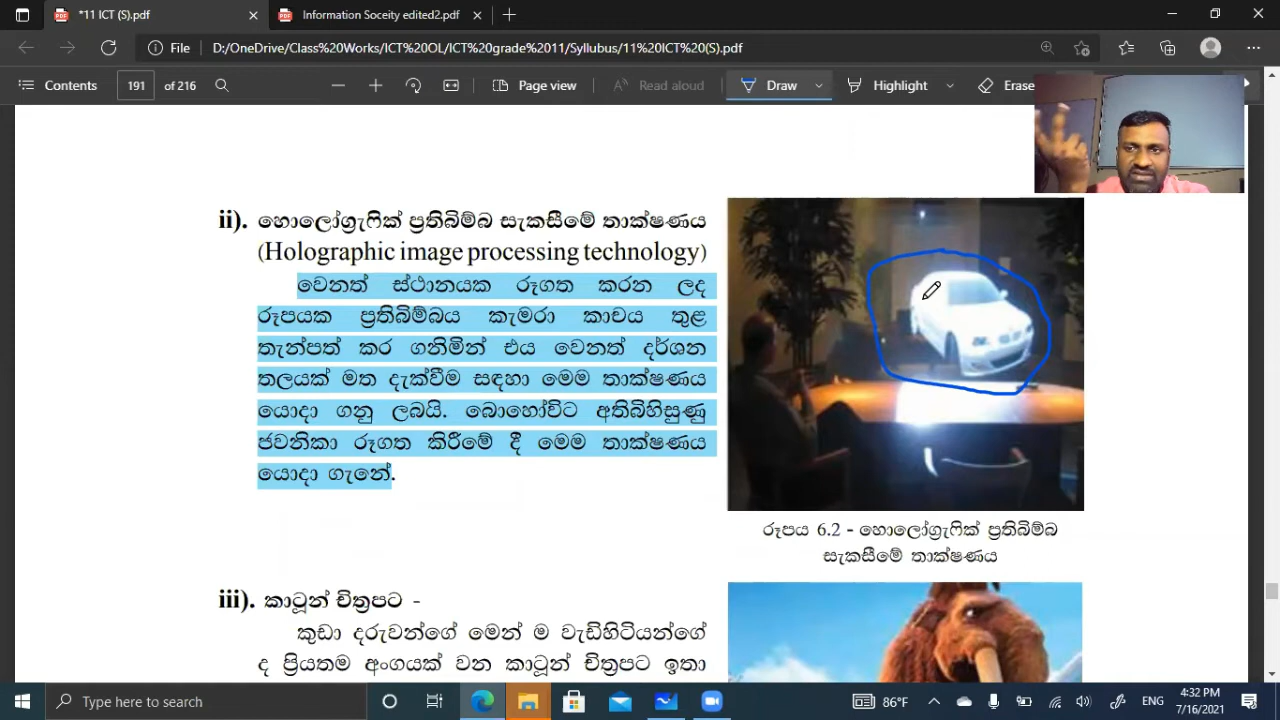 *11 ICT (S).pdf
Information Soceity edited2.pdf
File
D:/OneDrive/Class%20Works/ICT%20OL/ICT%20grade%2011/Syllubus/11%20ICT%20(S).pdf
Contents
191
of 216
Page view
Read aloud
Draw
Highlight
Erase
ii). හොලෝග්‍රැෆික් ප්‍රතිබිම්බ සැකසීමේ තාක්ෂණය
(Holographic image processing technology)
වෙනත් ස්ථානයක රූගත කරන ලද
රූපයක ප්‍රතිබිම්බය කැමරා කාචය තුළ
තැන්පත් කර ගනිමින් එය වෙනත් දර්ශන
තලයක් මත දැක්වීම සඳහා මෙම තාක්ෂණය
යොදා ගනු ලබයි. බොහෝවිට අතිබිහිසුණු
ජවනිකා රූගත කිරීමේ දී මෙම තාක්ෂණය
යොදා ගැනේ.
රූපය 6.2 - හොලෝග්‍රැෆික් ප්‍රතිබිම්බ
සැකසීමේ තාක්ෂණය
iii). කාටූන් චිත්‍රපට -
කුඩා දරුවන්ගේ මෙන් ම වැඩිහිටියන්ගේ
ද ප්‍රියතම අංගයක් වන කාටූන් චිත්‍රපට ඉතා
Type here to search
86°F
ENG
4:32 PM
7/16/2021